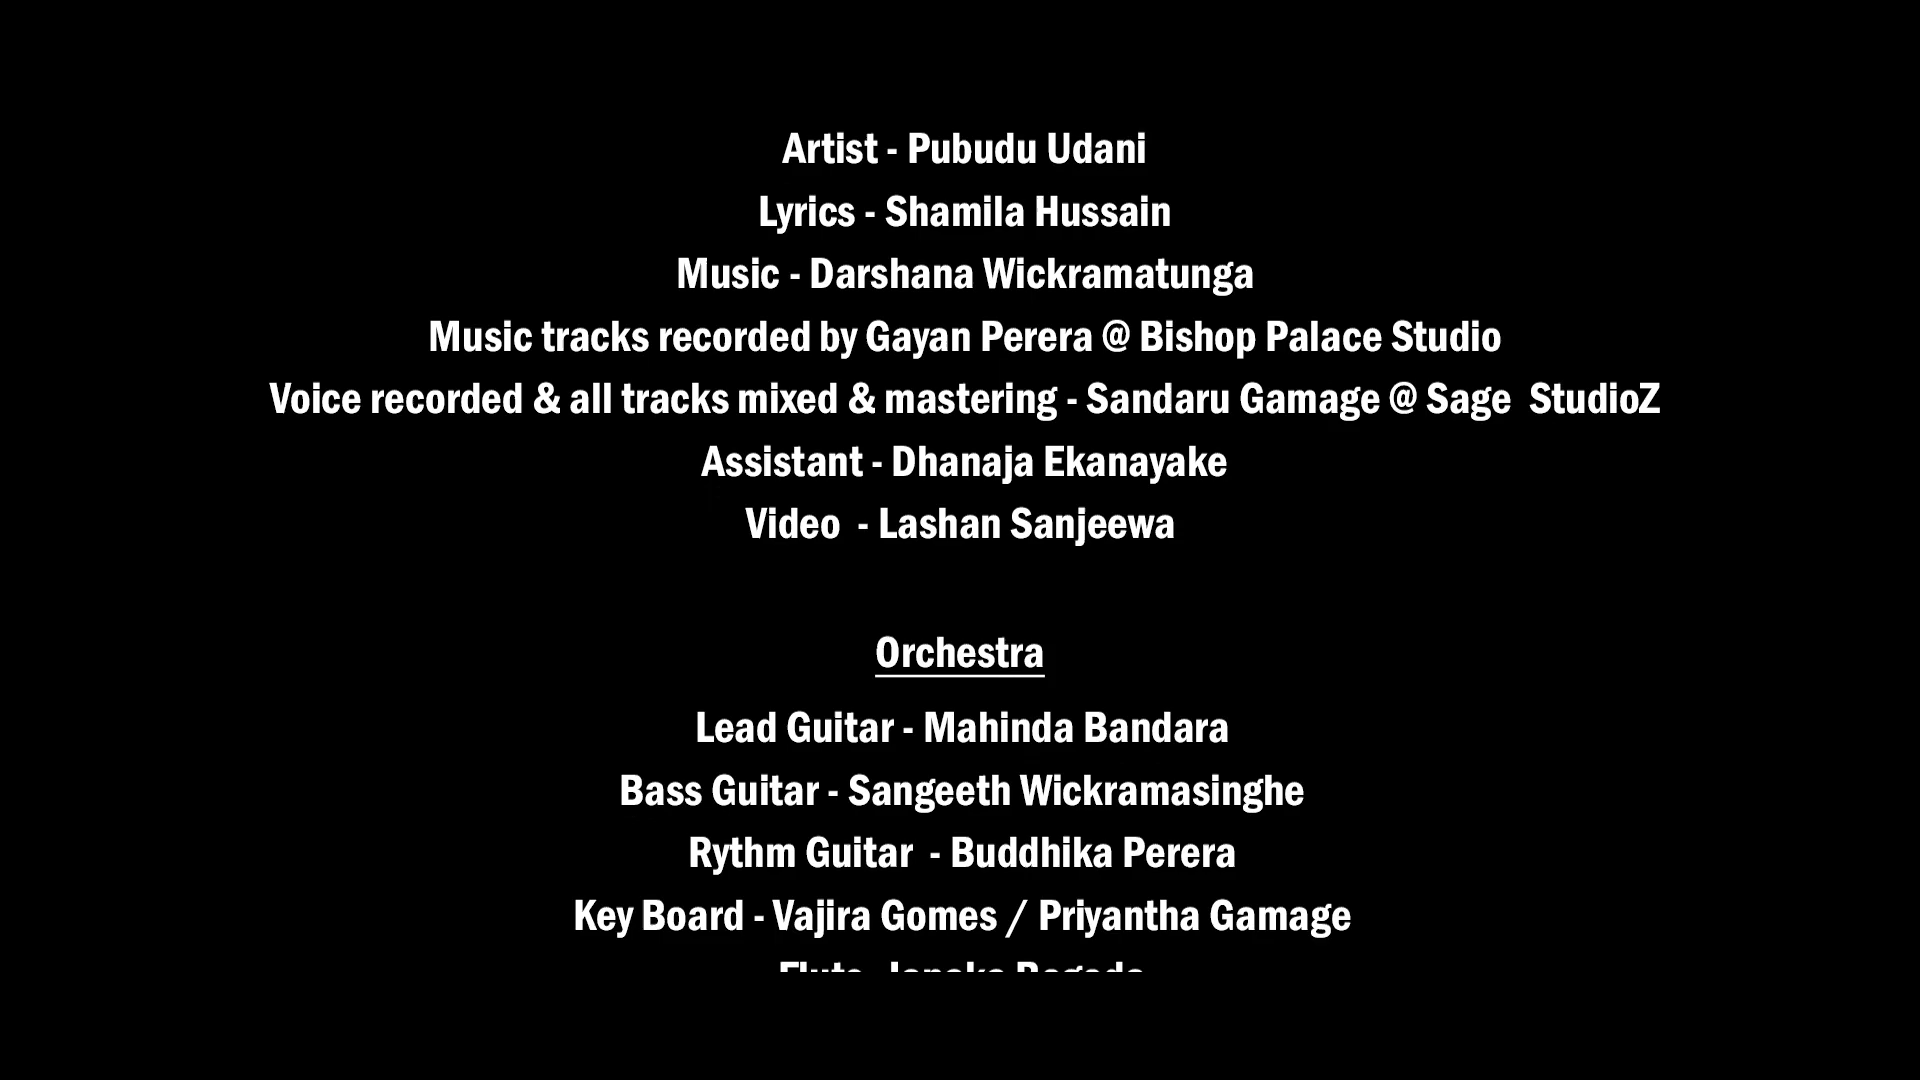 Artist - Pubudu Udani
Lyrics - Shamila Hussain
Music - Darshana Wickramatunga
Music tracks recorded by Gayan Perera @ Bishop Palace Studio
Voice recorded & all tracks mixed & mastering - Sandaru Gamage @ Sage  StudioZ
Assistant - Dhanaja Ekanayake
Video  - Lashan Sanjeewa
Orchestra
Lead Guitar - Mahinda Bandara
Bass Guitar - Sangeeth Wickramasinghe
Rythm Guitar  - Buddhika Perera
Key Board - Vajira Gomes / Priyantha Gamage
Flute